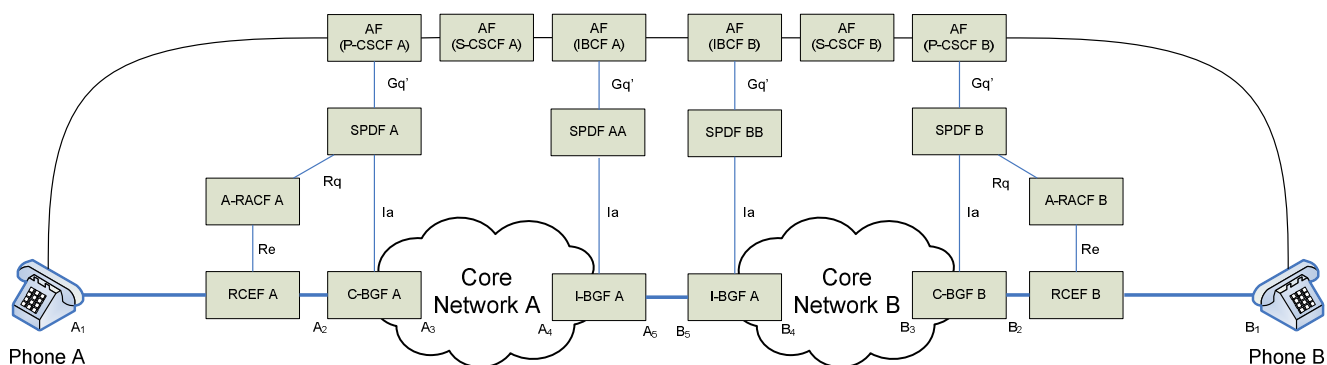 AF
(P-CSCF A)
AF
(S-CSCF A)
AF
(IBCF A)
AF
(IBCF B)
AF
(S-CSCF B)
AF
(P-CSCF B)
Gq'
Gq'
Gq'
Gq'
SPDF A
SPDF AA
SPDF BB
SPDF B
Rq
Rq
A-RACF A
A-RACF B
Ia
Ia
Ia
Ia
Re
Re
Core
Network A
Core
Network B
RCEF A
C-BGF A
I-BGF A
I-BGF A
C-BGF B
RCEF B
A1
A2
A3
A4
A5
B5
B4
B3
B2
B1
Phone A
Phone B